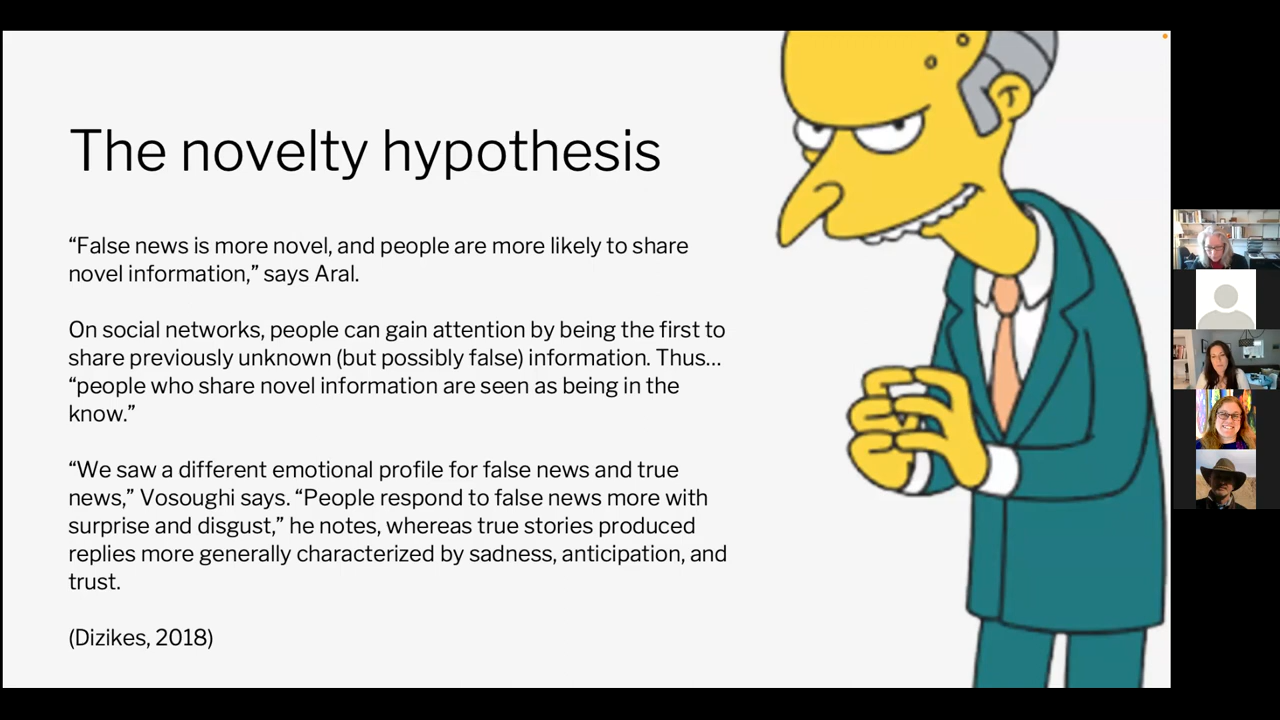 The novelty hypothesis
“False news is more novel, and people are more likely to share
novel information,” says Aral.
On social networks, people can gain attention by being the first to
share previously unknown (but possibly false) information. Thus...
“people who share novel information are seen as being in the
know.”
“We saw a different emotional profile for false news and true
news,” Vosoughi says. “People respond to false news more with
surprise and disgust,” he notes, whereas true stories produced
replies more generally characterized by sadness, anticipation, and
trust.
(Dizikes, 2018)